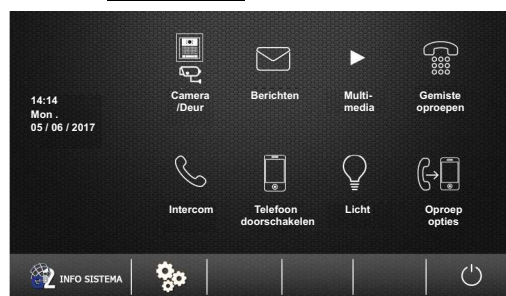 14:14
Mon .
05 / 06 / 2017
Camera
/Deur
Berichten
Multi-
media
Gemiste
oproepen
Intercom
Telefoon
doorschakelen
Licht
Oproep
opties
2 INFO SISTEMA